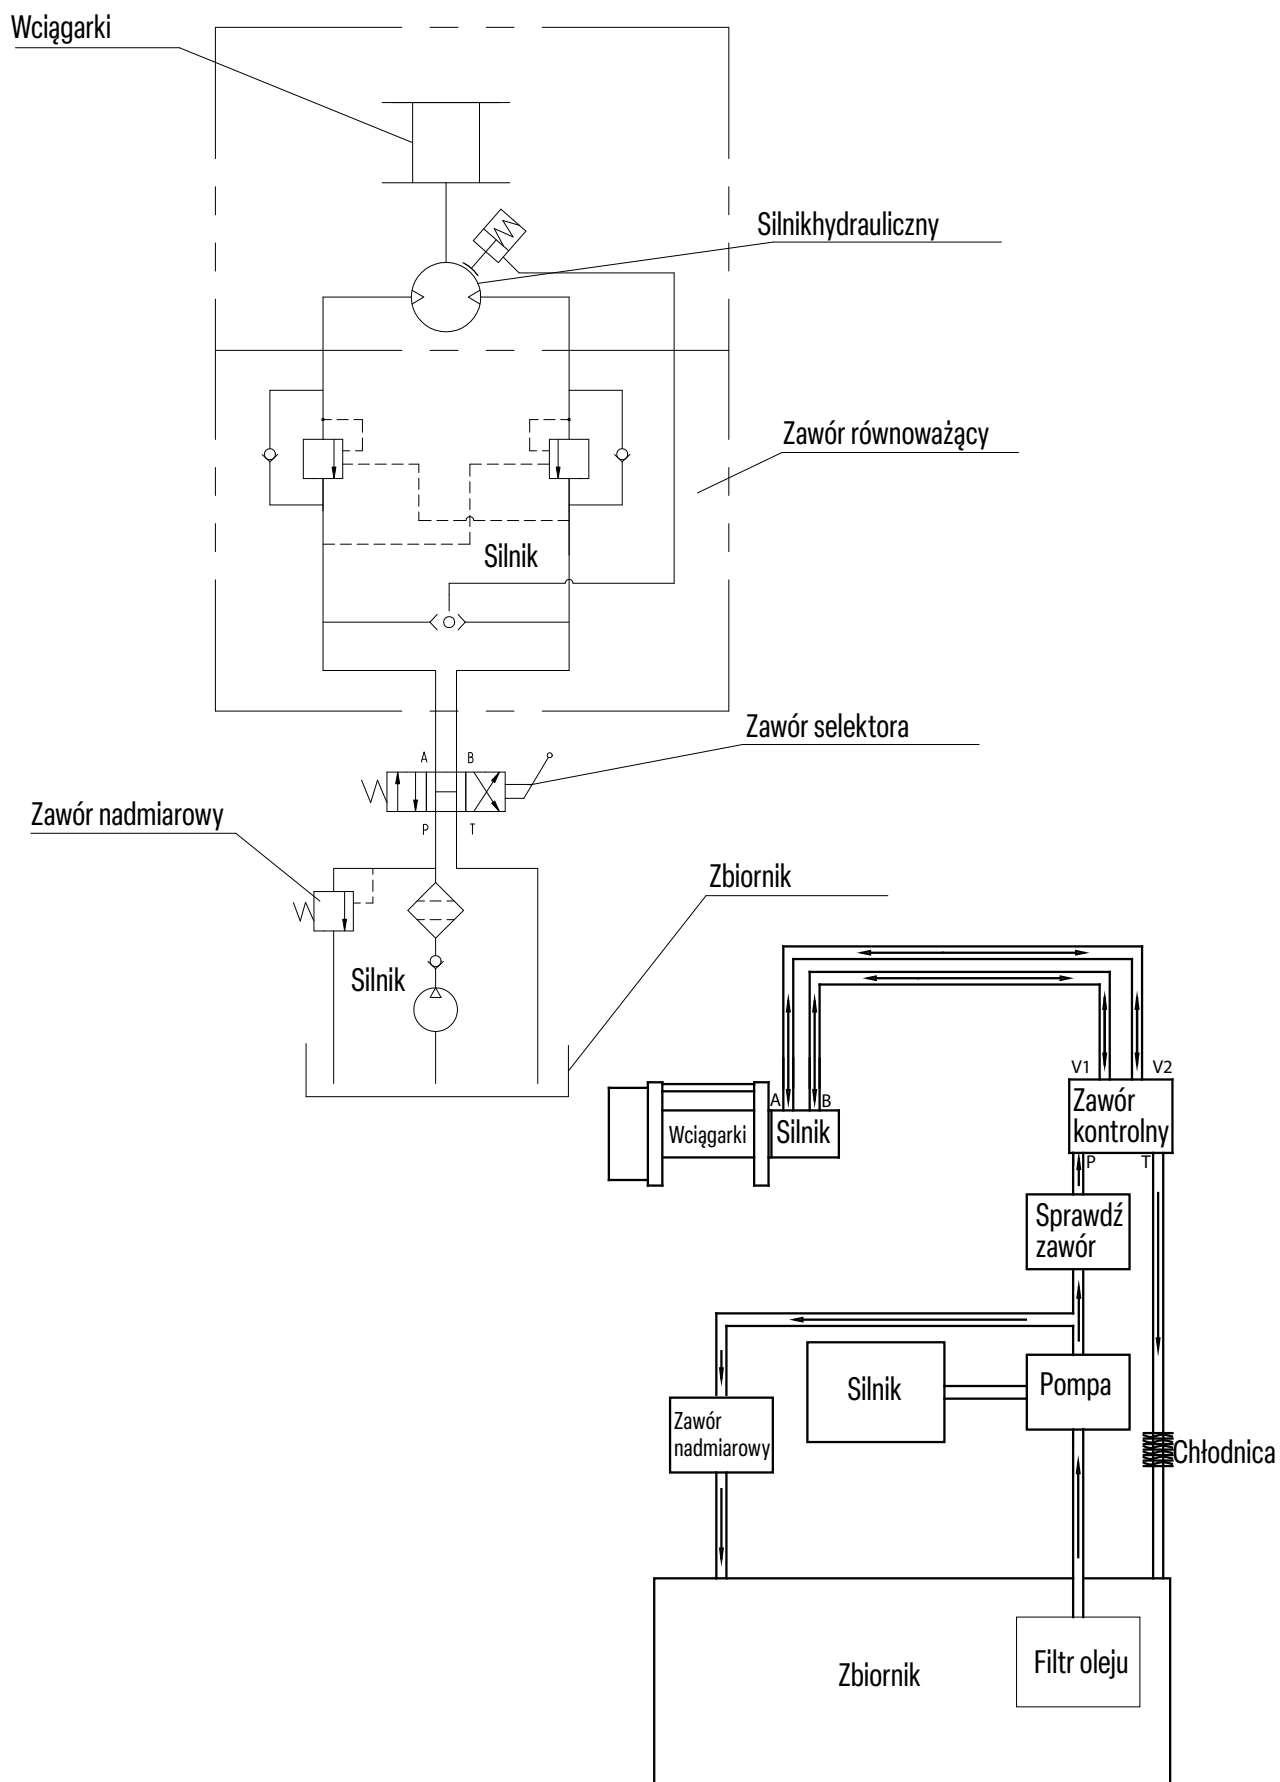 Wciągarki
Silnikhydrauliczny
Zawór równoważący
Silnik
Zawór selektora
A B
Zawór nadmiarowy
P T
Zbiornik
Silnik
V1 V2
A B
Zawór
kontrolny
Wciągarki
Silnik
P T
Sprawdź
zawór
Silnik
Pompa
Zawór
nadmiarowy
Chłodnica
Zbiornik
Filtr oleju